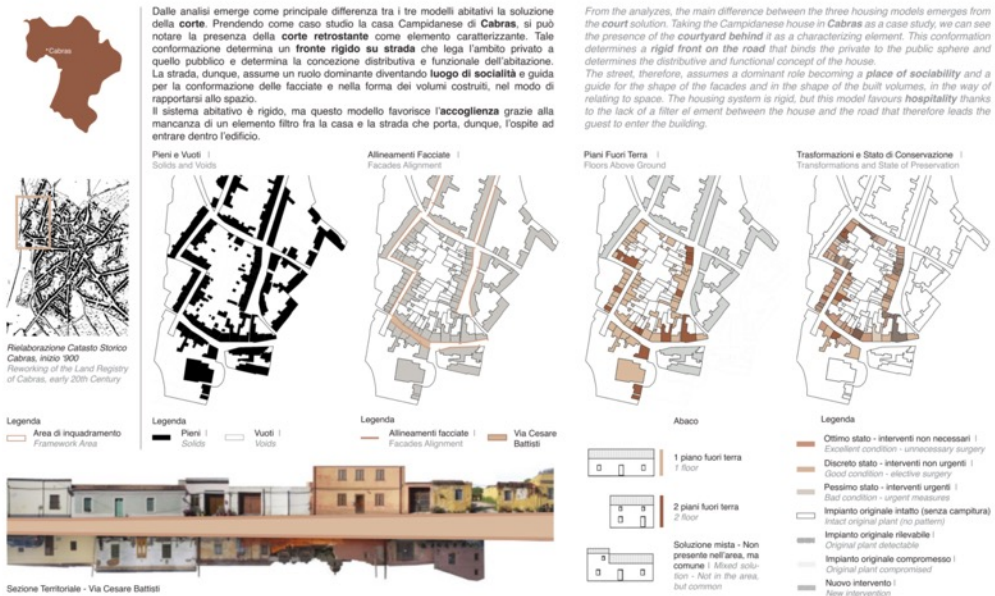 *Cabras
Dalle analisi emerge come principale differenza tra i tre modelli abitativi la soluzione
della corte. Prendendo come caso studio la casa Campidanese di Cabras, si può
notare la presenza della corte retrostante come elemento caratterizzante. Tale
conformazione determina un fronte rigido su strada che lega l'ambito privato a
quello pubblico e determina la concezione distributiva e funzionale dell'abitazione.
La strada, dunque, assume un ruolo dominante diventando luogo di socialità e guida
per la conformazione delle facciate e nella forma dei volumi costruiti, nel modo di
rapportarsi allo spazio.
Il sistema abitativo è rigido, ma questo modello favorisce l'accoglienza grazie alla
mancanza di un elemento filtro fra la casa e la strada che porta, dunque, l'ospite ad
entrare dentro l'edificio.
From the analyzes, the main difference between the three housing models emerges from
the court solution. Taking the Campidanese house in Cabras as a case study, we can see
the presence of the courtyard behind it as a characterizing element. This conformation
determines a rigid front on the road that binds the private to the public sphere and
determines the distributive and functional concept of the house.
The street, therefore, assumes a dominant role becoming a place of sociability and a
guide for the shape of the facades and in the shape of the built volumes, in the way of
relating to space. The housing system is rigid, but this model favours hospitality thanks
to the lack of a filter el ement between the house and the road that therefore leads the
guest to enter the building.
Pieni e Vuoti |
Solids and Voids
Allineamenti Facciate |
Facades Alignment
Piani Fuori Terra |
Floors Above Ground
Trasformazioni e Stato di Conservazione |
Transformations and State of Preservation
Rielaborazione Catasto Storico
Cabras, inizio '900
Reworking of the Land Registry
of Cabras, early 20th Century
Legenda
Area di inquadramento
Framework Area
Legenda
Pieni |
Solids
Vuoti |
Voids
Legenda
Allineamenti facciate |
Facades Alignment
Via Cesare
Battisti
Abaco
1 piano fuori terra
1 floor
2 piani fuori terra
2 floor
Soluzione mista - Non
presente nell'area, ma
comune | Mixed solu-
tion - Not in the area,
but common
Legenda
Ottimo stato - interventi non necessari |
Excellent condition - unnecessary surgery
Discreto stato - interventi non urgenti |
Good condition - elective surgery
Pessimo stato - interventi urgenti |
Bad condition - urgent measures
Impianto originale intatto (senza campitura)
Intact original plant (no pattern)
Impianto originale rilevabile |
Original plant detectable
Impianto originale compromesso |
Original plant compromised
Nuovo intervento |
New intervention
Sezione Territoriale - Via Cesare Battisti